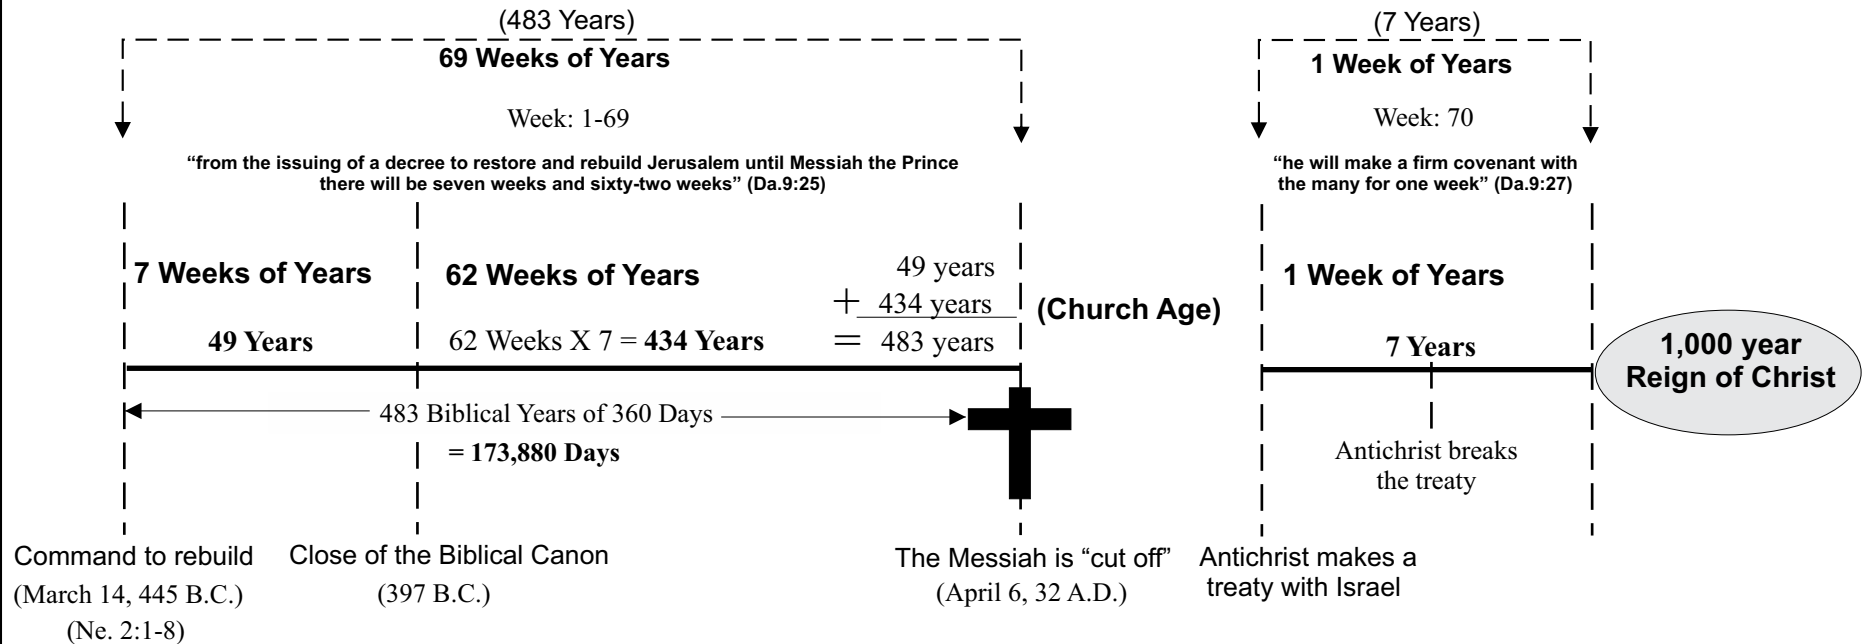 (483 Years)
69 Weeks of Years
Week: 1-69
“from the issuing of a decree to restore and rebuild Jerusalem until Messiah the Prince
there will be seven weeks and sixty-two weeks” (Da.9:25)
(7 Years)
1 Week of Years
Week: 70
“he will make a firm covenant with
the many for one week” (Da.9:27)
7 Weeks of Years
49 Years
62 Weeks of Years
62 Weeks X 7 = 434 Years
49 years
+ 434 years
= 483 years
(Church Age)
1 Week of Years
7 Years
1,000 year
Reign of Christ
483 Biblical Years of 360 Days
= 173,880 Days
Antichrist breaks
the treaty
Command to rebuild
(March 14, 445 B.C.)
(Ne. 2:1-8)
Close of the Biblical Canon
(397 B.C.)
The Messiah is “cut off”
(April 6, 32 A.D.)
Antichrist makes a
treaty with Israel